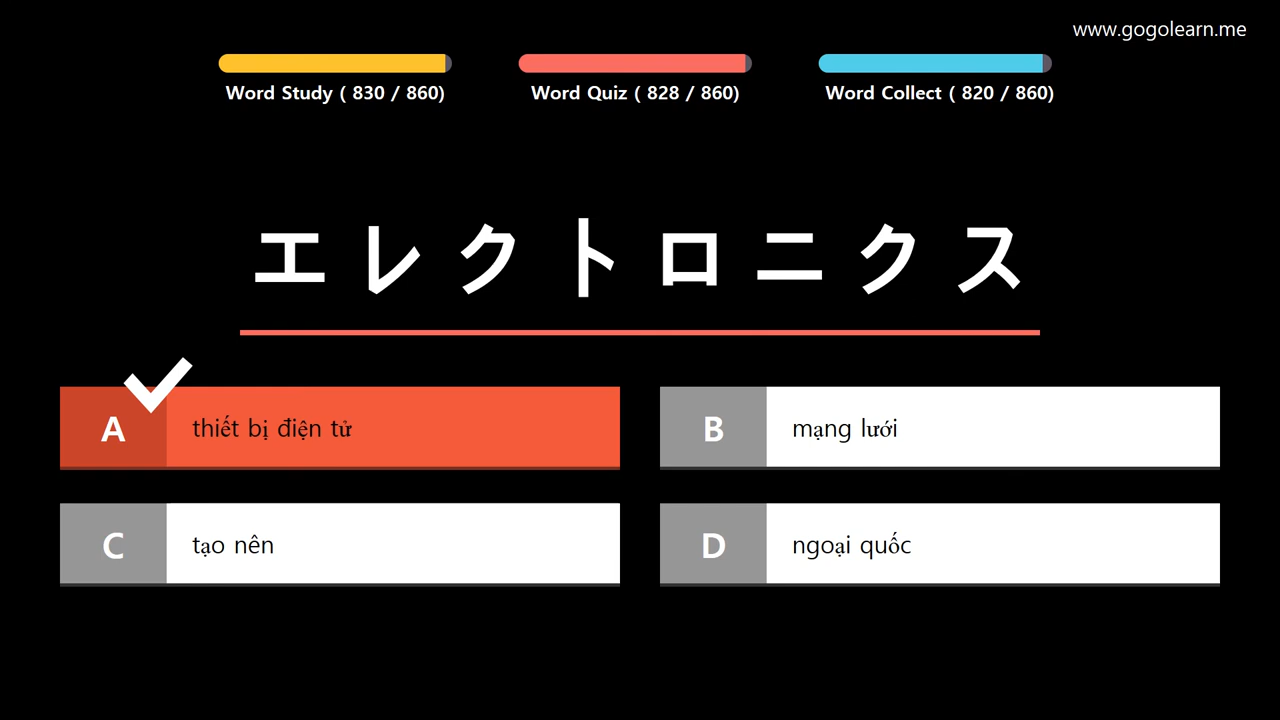 www.gogolearn.me
Word Study ( 830 / 860)
Word Quiz ( 828 / 860)
Word Collect ( 820 / 860)
エレクトロニクス
A thiết bị điện tử
B mạng lưới
C tạo nên
D ngoại quốc